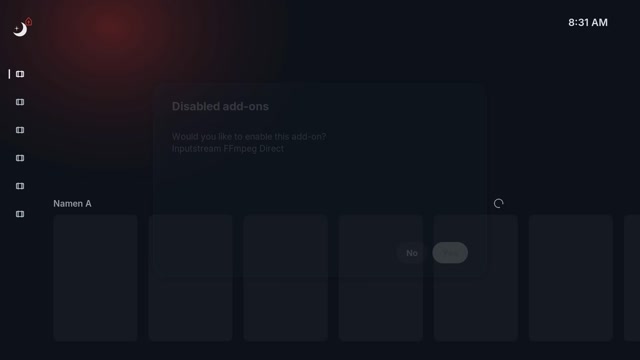 8:31 AM
Disabled add-ons
Would you like to enable this add-on?
Inputstream FFmpeg Direct
Namen A
No
Yes